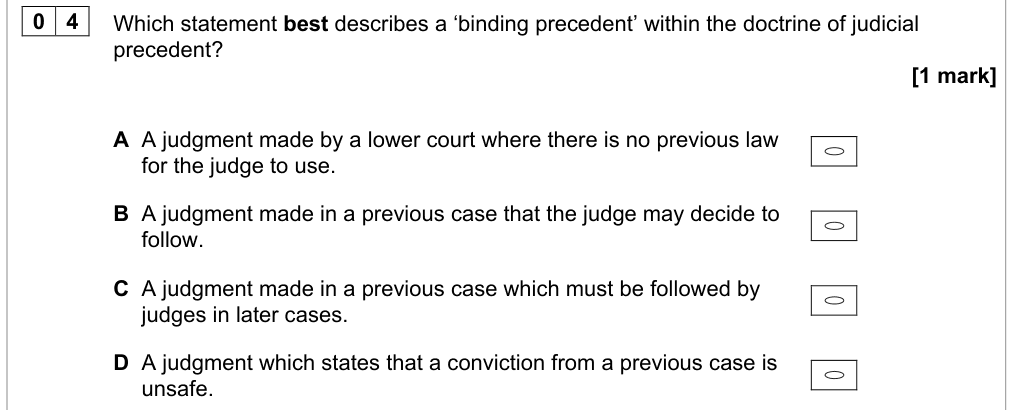 0 4 Which statement best describes a ‘binding precedent’ within the doctrine of judicial
precedent?
[1 mark]
A A judgment made by a lower court where there is no previous law
for the judge to use.
B A judgment made in a previous case that the judge may decide to
follow.
C A judgment made in a previous case which must be followed by
judges in later cases.
D A judgment which states that a conviction from a previous case is
unsafe.